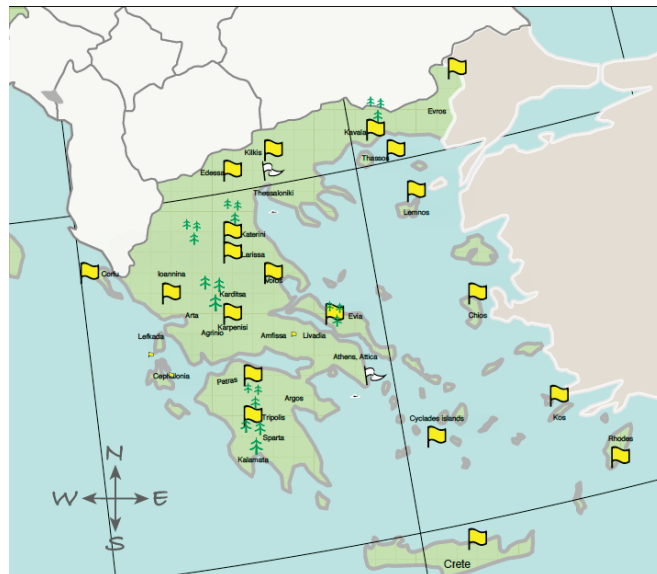 Evros
Kavala
Kilkis
Thassos
Edessa
Thessaloniki
Lemnos
Katerini
Larissa
Corfu
Ioannina
Volos
Karditsa
Chios
Arta
Karpenisi
Evia
Agrinio
Amfissa
Livadia
Lefkada
Athens, Attica
Cephilonia
Patras
Argos
Tripolis
Cyclades islands
Kos
Sparta
Rhodes
Kalamata
N
W
E
S
Crete